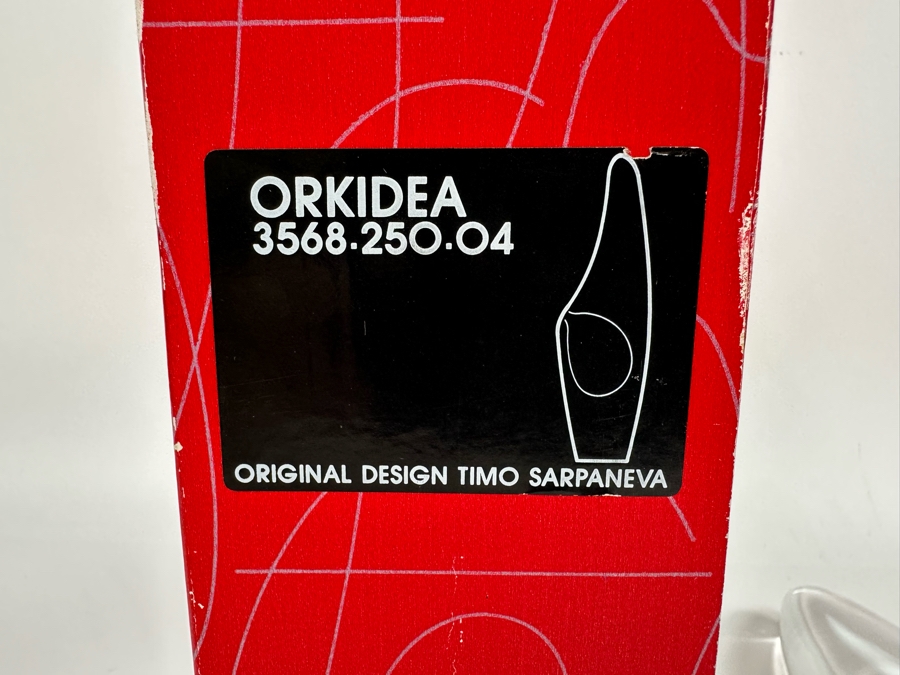 ORKIDEA
3568·250·04
ORIGINAL DESIGN TIMO SARPANEVA